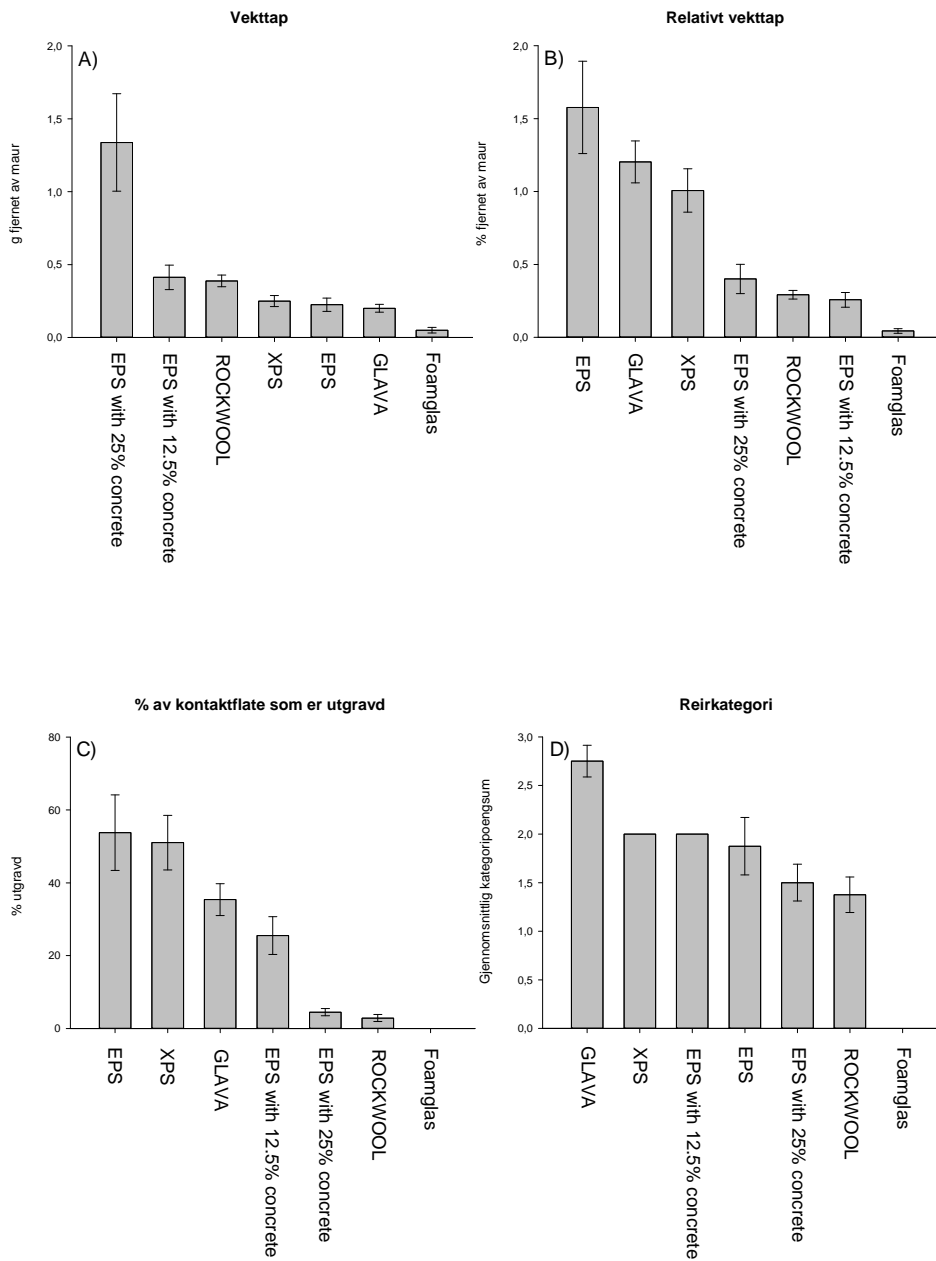 Vekttap
A)
g fjernet av maur
2,0
1,5
1,0
0,5
0,0
EPS with 25% concrete
EPS with 12.5% concrete
ROCKWOOL
XPS
EPS
GLAVA
Foamglas
Relativt vekttap
B)
% fjernet av maur
2,0
1,5
1,0
0,5
0,0
EPS
GLAVA
XPS
EPS with 25% concrete
ROCKWOOL
EPS with 12.5% concrete
Foamglas
% av kontaktflate som er utgravd
C)
% utgravd
80
60
40
20
0
EPS
XPS
GLAVA
EPS with 12.5% concrete
EPS with 25% concrete
ROCKWOOL
Foamglas
Reirkategori
D)
Gjennomsnittlig kategoripoengsum
3,0
2,5
2,0
1,5
1,0
0,5
0,0
GLAVA
XPS
EPS with 12.5% concrete
EPS
EPS with 25% concrete
ROCKWOOL
Foamglas